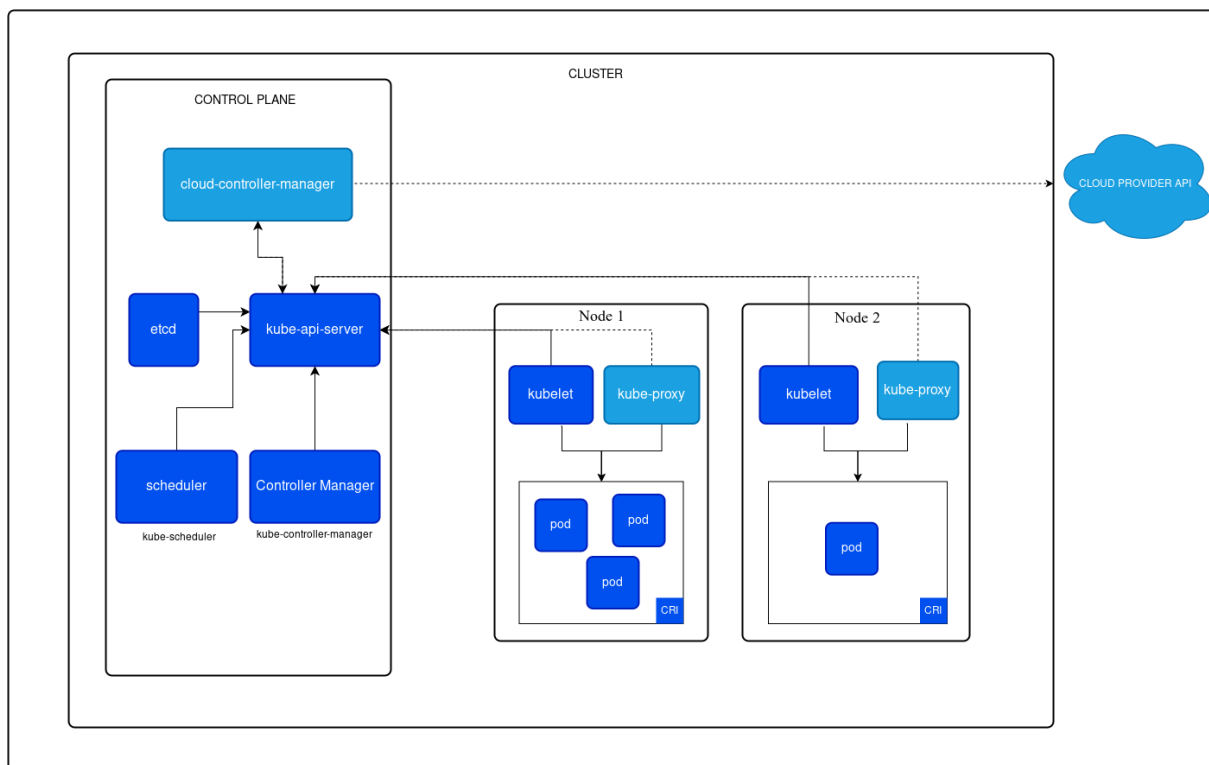 CLUSTER
CONTROL PLANE
cloud-controller-manager
CLOUD PROVIDER API
etcd
kube-api-server
Node 1
Node 2
kubelet
kube-proxy
kubelet
kube-proxy
scheduler
Controller Manager
kube-scheduler
kube-controller-manager
pod
pod
pod
CRI
pod
CRI